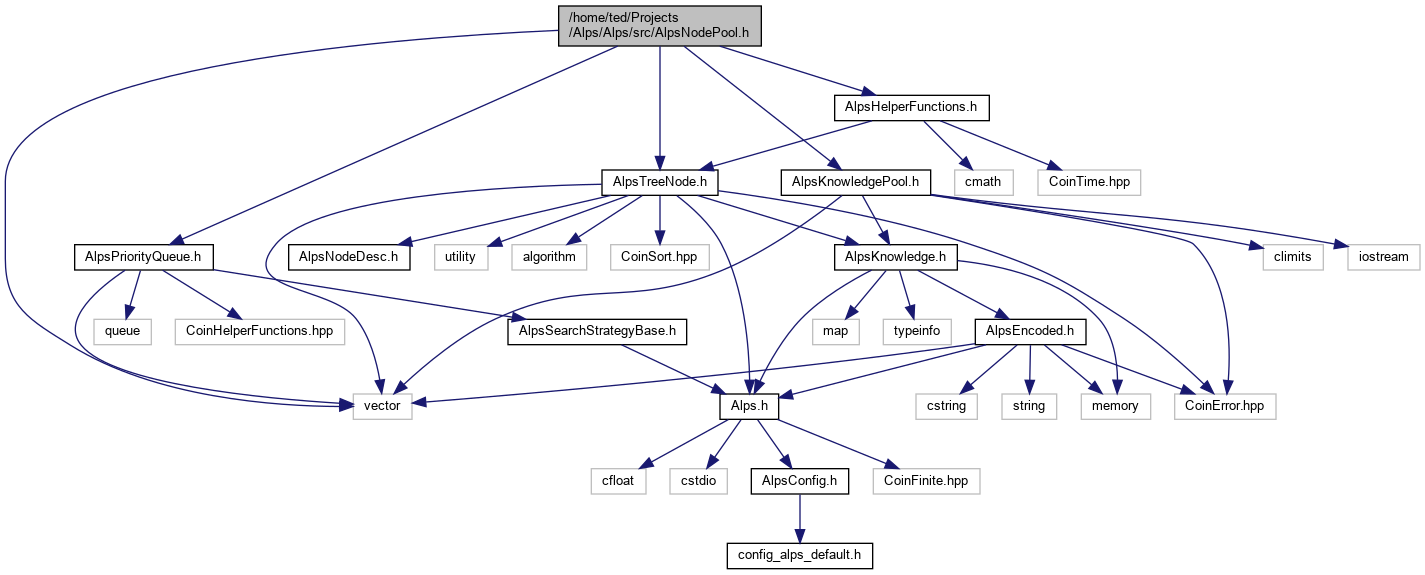 /home/ted/Projects
/Alps/Alps/src/AlpsNodePool.h
AlpsHelperFunctions.h
AlpsTreeNode.h
AlpsKnowledgePool.h
cmath
CoinTime.hpp
AlpsPriorityQueue.h
AlpsNodeDesc.h
utility
algorithm
CoinSort.hpp
AlpsKnowledge.h
climits
iostream
queue
CoinHelperFunctions.hpp
AlpsSearchStrategyBase.h
map
typeinfo
AlpsEncoded.h
vector
Alps.h
cstring
string
memory
CoinError.hpp
cfloat
cstdio
AlpsConfig.h
CoinFinite.hpp
config_alps_default.h